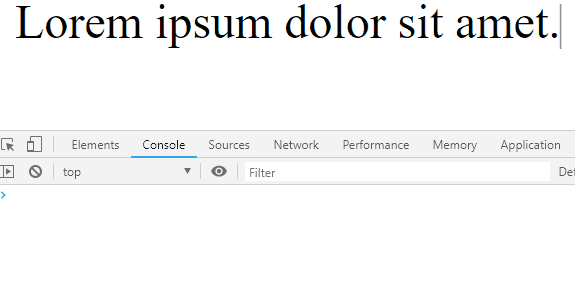 Lorem ipsum dolor sit amet.
Elements Console Sources Network Performance Memory Application
top Filter Def